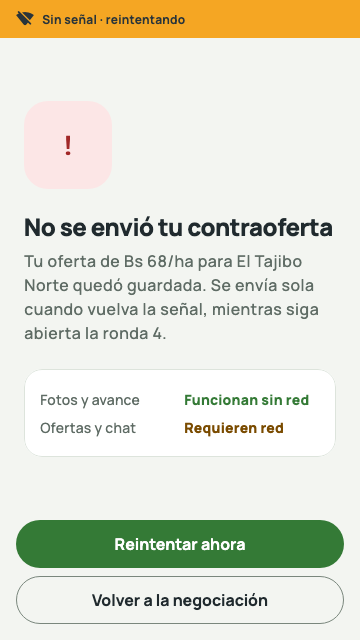 Sin señal · reintentando
!
No se envió tu contraoferta
Tu oferta de Bs 68/ha para El Tajibo
Norte quedó guardada. Se envía sola
cuando vuelva la señal, mientras siga
abierta la ronda 4.
Fotos y avance Funcionan sin red
Ofertas y chat Requieren red
Reintentar ahora
Volver a la negociación